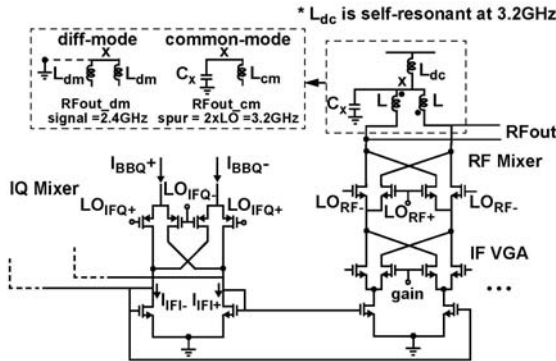 * Ldc is self-resonant at 3.2GHz
diff-mode
common-mode
x
x
Ldm
Ldm
Cx
Lcm
RFout_dm
signal =2.4GHz
RFout_cm
spur = 2xLO =3.2GHz
Ldc
x
Cx
L
L
RFout
RF Mixer
LORF-
LORF+
LORF-
IF VGA
gain
...
IBBQ+
IBBQ-
IQ Mixer
LOIFQ-
LOIFQ+
LOIFQ+
IIFI-
IIFI+